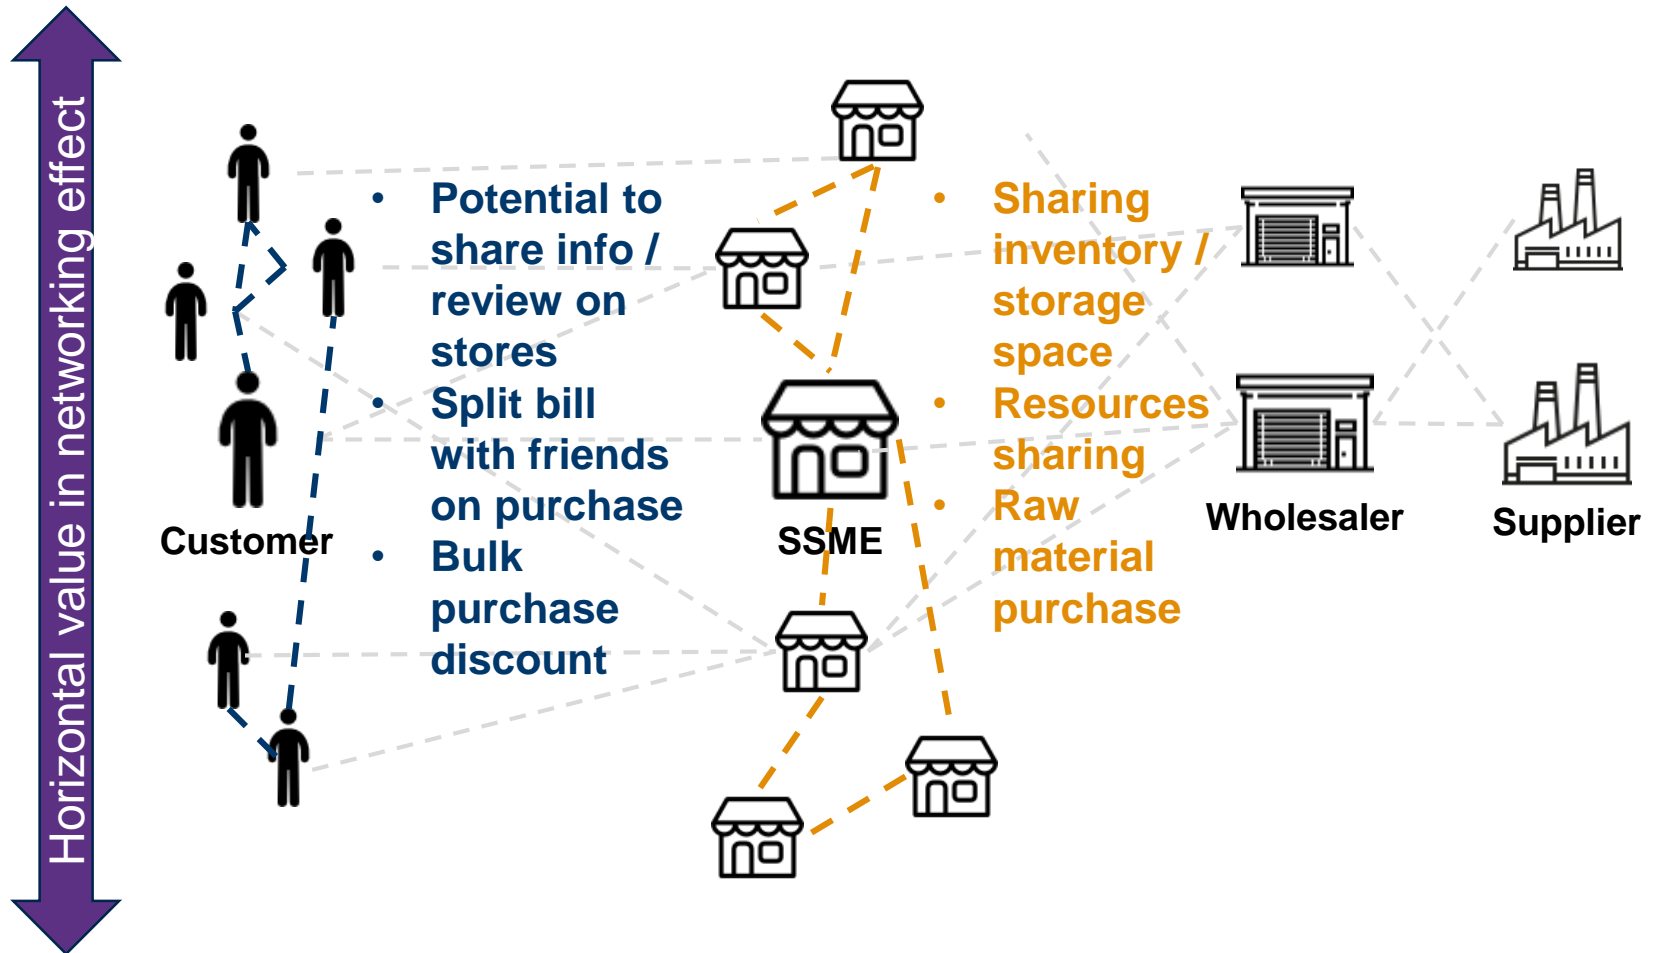 Horizontal value in networking effect
• Potential to
share info /
review on
stores
• Split bill
with friends
on purchase
• Bulk
purchase
discount
• Sharing
inventory /
storage
space
• Resources
sharing
• Raw
material
purchase
Customer
SSME
Wholesaler
Supplier